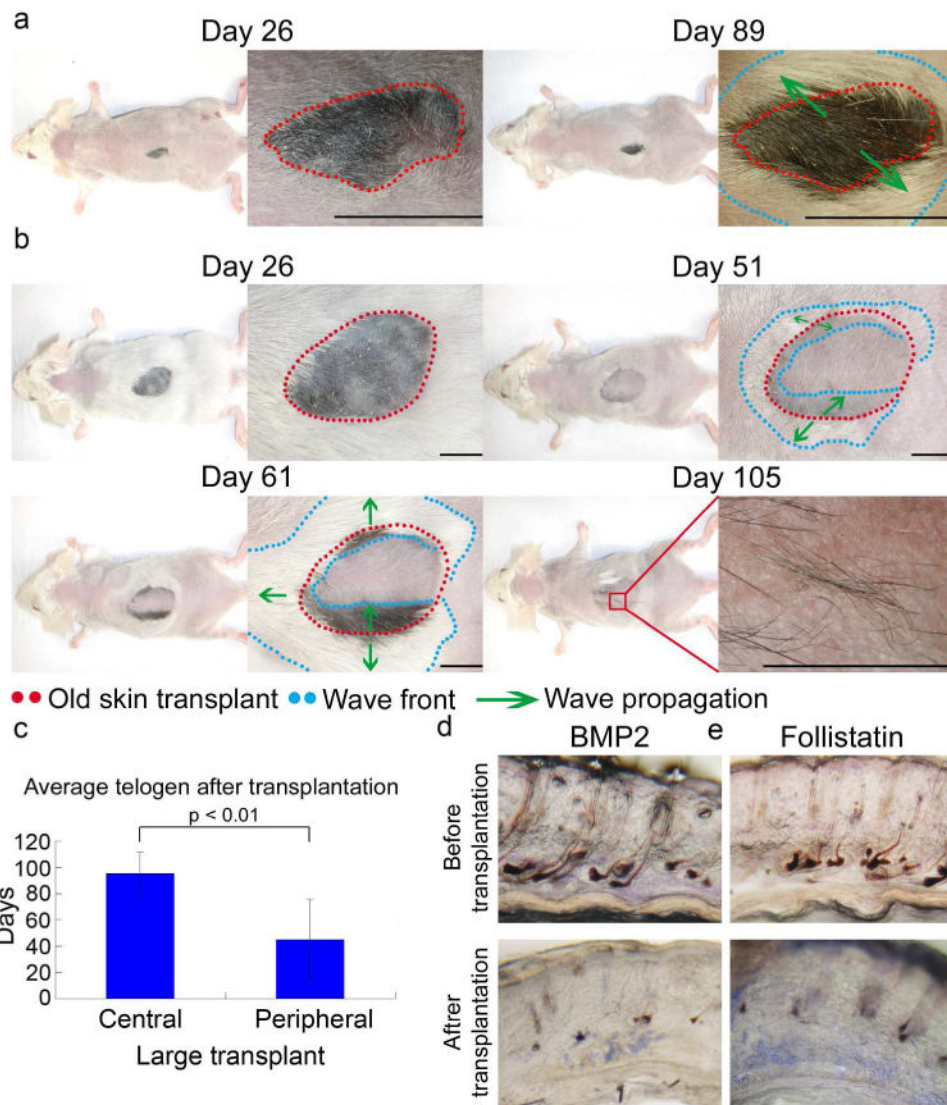 a
Day 26
Day 89
b
Day 26
Day 51
Day 61
Day 105
Old skin transplant
Wave front
Wave propagation
c
Average telogen after transplantation
p < 0.01
120
100
80
60
40
20
0
Days
Central
Peripheral
Large transplant
d
BMP2
e
Follistatin
Before
transplantation
Aftrer
transplantation